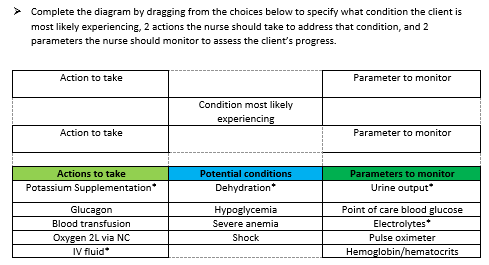 ➤ Complete the diagram by dragging from the choices below to specify what condition the client is
most likely experiencing, 2 actions the nurse should take to address that condition, and 2
parameters the nurse should monitor to assess the client's progress.
Action to take Parameter to monitor
Condition most likely
experiencing
Action to take Parameter to monitor
Actions to take Potential conditions Parameters to monitor
Potassium Supplementation* Dehydration* Urine output*
Glucagon Hypoglycemia Point of care blood glucose
Blood transfusion Severe anemia Electrolytes*
Oxygen 2L via NC Shock Pulse oximeter
IV fluid* Hemoglobin/hematocrits